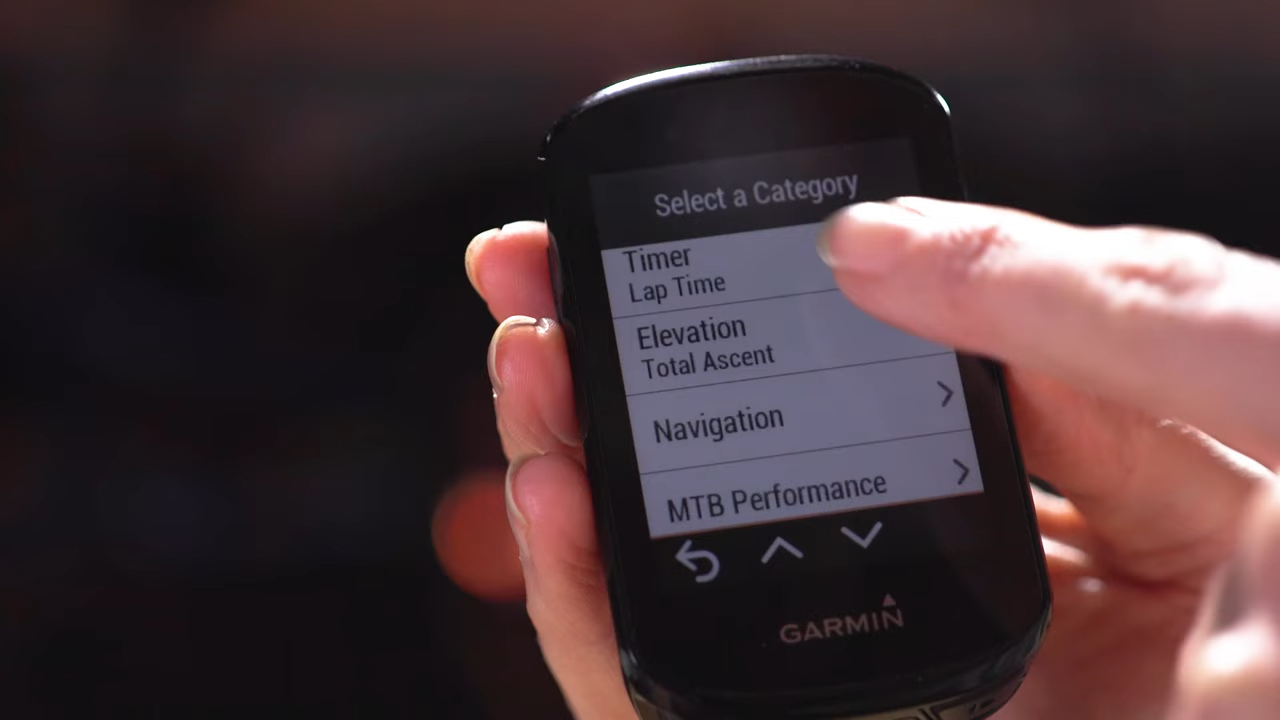 Select a Category
Timer
Lap Time
Elevation
Total Ascent
Navigation
MTB Performance
GARMIN